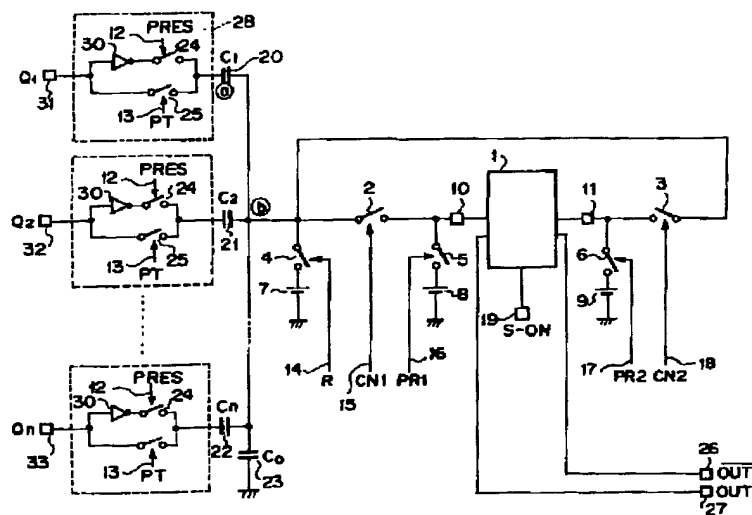 PRES
12
24
28
30
C1
20
Q1
31
ⓐ
13
PT
25
PRES
12
24
30
C2
Q2
32
21
ⓑ
13
PT
25
PRES
12
24
30
Qn
33
Cn
22
13
PT
Co
23
2
10
1
11
3
4
7
5
8
6
9
19
S-ON
14
R
CN1
15
16
PR1
17
PR2
CN2
18
26
OUT
27
OUT